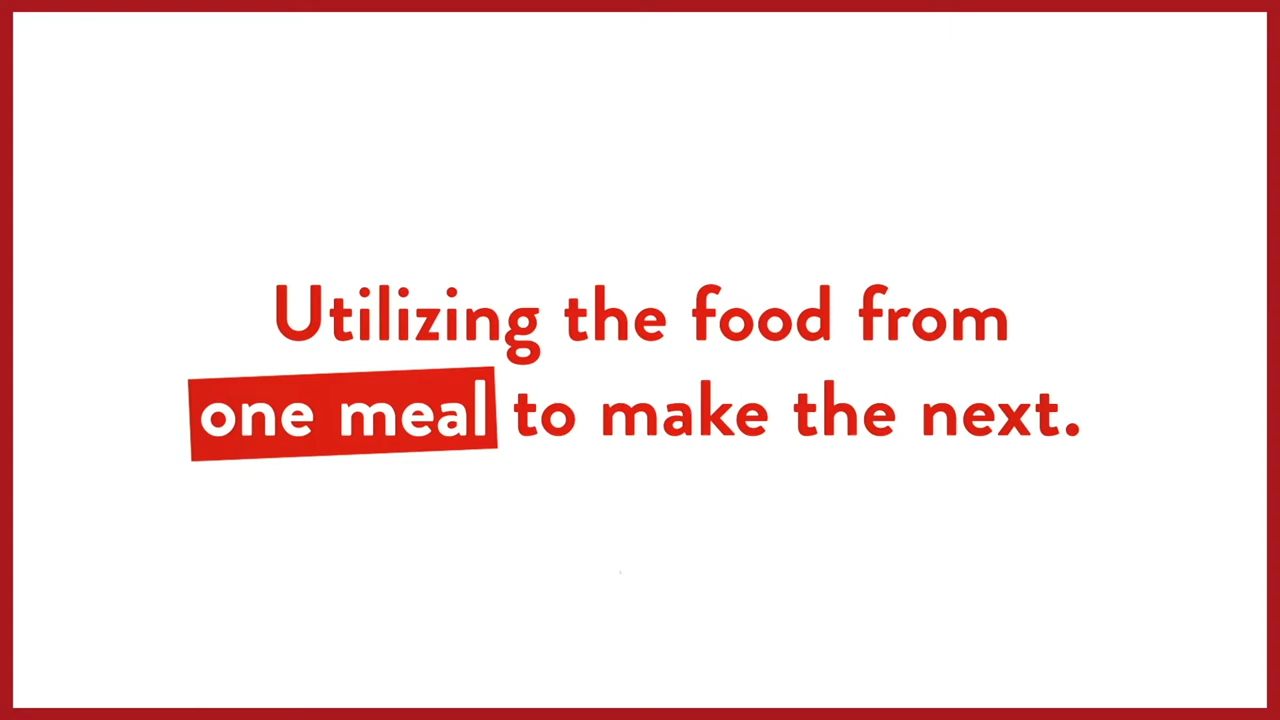 Utilizing the food from
one meal to make the next.